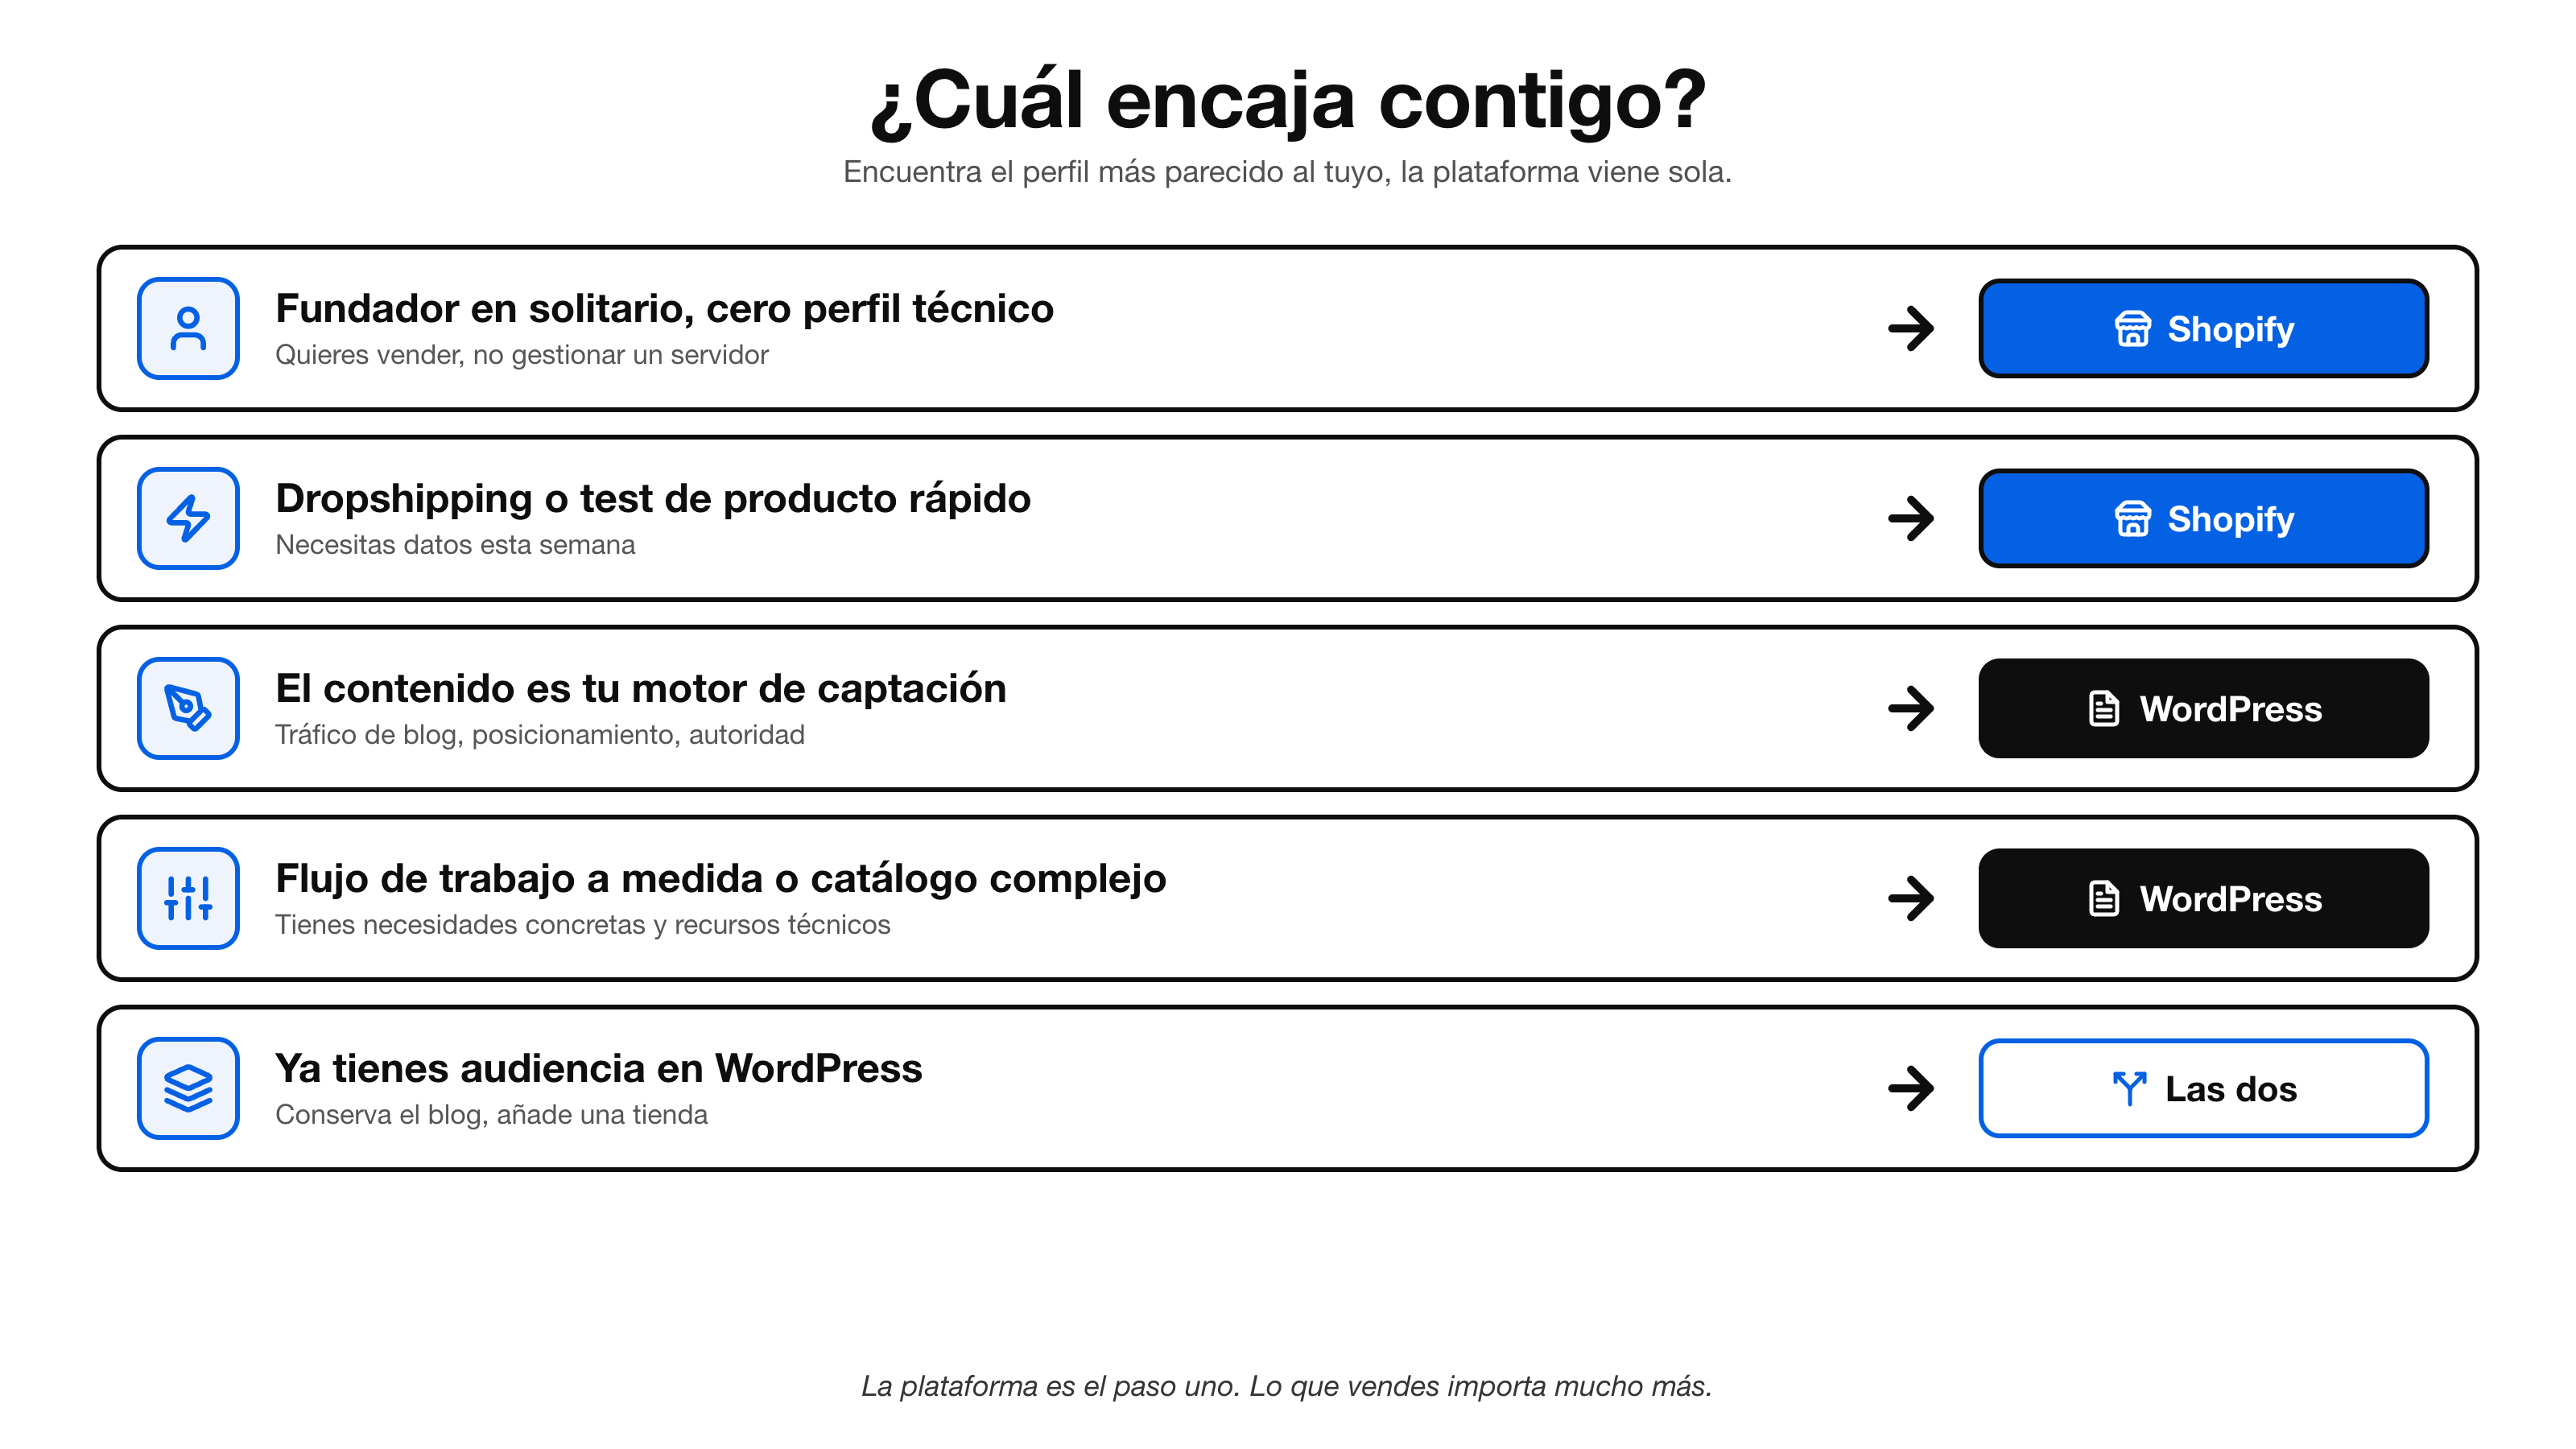 ¿Cuál encaja contigo?
Encuentra el perfil más parecido al tuyo, la plataforma viene sola.
Fundador en solitario, cero perfil técnico
Quieres vender, no gestionar un servidor
Shopify
Dropshipping o test de producto rápido
Necesitas datos esta semana
Shopify
El contenido es tu motor de captación
Tráfico de blog, posicionamiento, autoridad
WordPress
Flujo de trabajo a medida o catálogo complejo
Tienes necesidades concretas y recursos técnicos
WordPress
Ya tienes audiencia en WordPress
Conserva el blog, añade una tienda
Las dos
La plataforma es el paso uno. Lo que vendes importa mucho más.